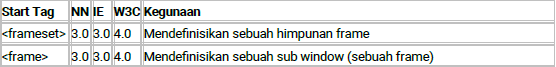 Start Tag NN IE W3C Kegunaan
<frameset> 3.0 3.0 4.0 Mendefinisikan sebuah himpunan frame
<frame> 3.0 3.0 4.0 Mendefinisikan sebuah sub window (sebuah frame)